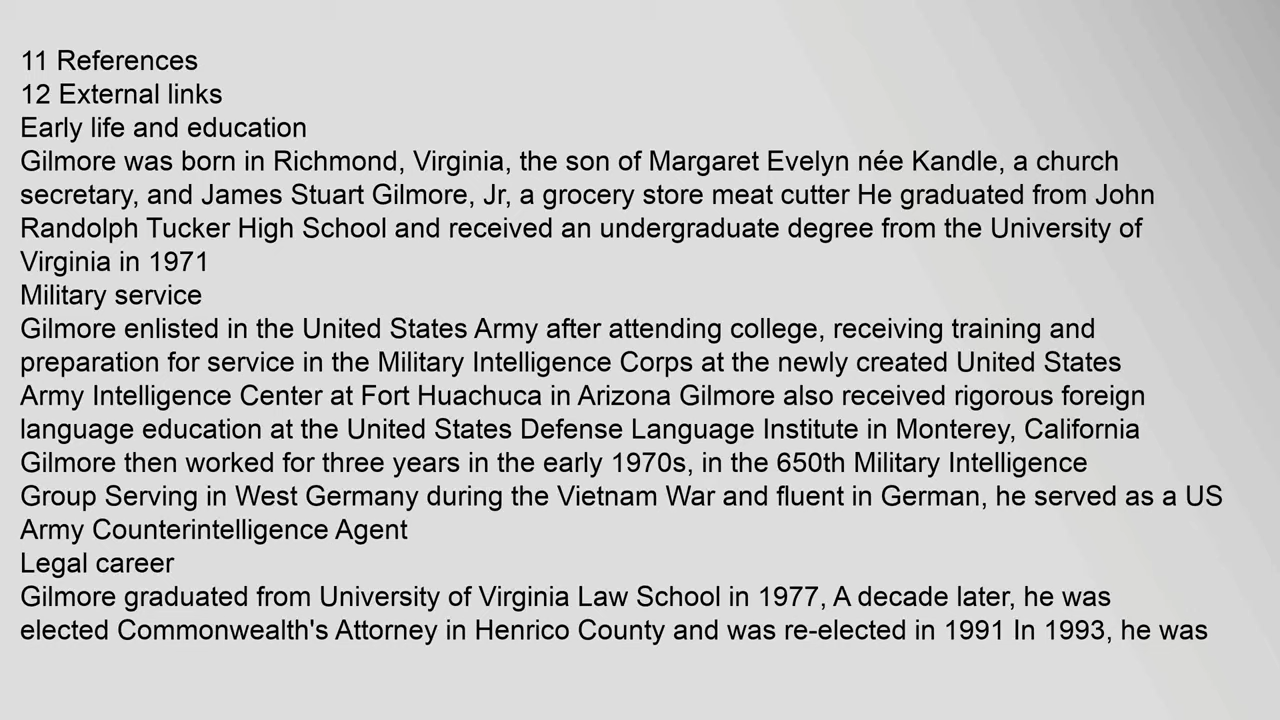 11 References
12 External links
Early life and education
Gilmore was born in Richmond, Virginia, the son of Margaret Evelyn née Kandle, a church
secretary, and James Stuart Gilmore, Jr, a grocery store meat cutter He graduated from John
Randolph Tucker High School and received an undergraduate degree from the University of
Virginia in 1971
Military service
Gilmore enlisted in the United States Army after attending college, receiving training and
preparation for service in the Military Intelligence Corps at the newly created United States
Army Intelligence Center at Fort Huachuca in Arizona Gilmore also received rigorous foreign
language education at the United States Defense Language Institute in Monterey, California
Gilmore then worked for three years in the early 1970s, in the 650th Military Intelligence
Group Serving in West Germany during the Vietnam War and fluent in German, he served as a US
Army Counterintelligence Agent
Legal career
Gilmore graduated from University of Virginia Law School in 1977, A decade later, he was
elected Commonwealth's Attorney in Henrico County and was re-elected in 1991 In 1993, he was